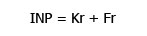 INP = Kr + Fr